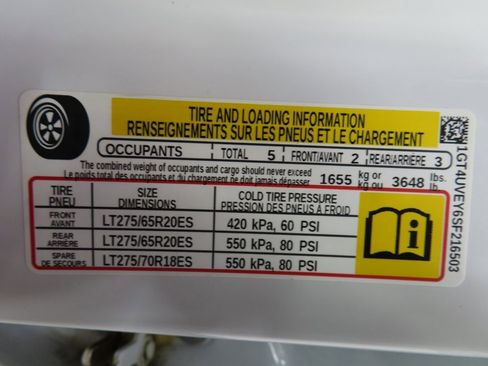 TIRE AND LOADING INFORMATION
RENSEIGNEMENTS SUR LES PNEUS ET LE CHARGEMENT
OCCUPANTS TOTAL 5 FRONT/AVANT 2 REAR/ARRIÈRE 3
The combined weight of occupants and cargo should never exceed 1655 kg or 3648 lbs.
Le poids total des occupants et du chargement ne doit jamais dépasser kg ou lb
TIRE SIZE COLD TIRE PRESSURE
PNEU DIMENSIONS PRESSION DES PNEUS A FROID
FRONT
AVANT LT275/65R20ES 420 kPa, 60 PSI
REAR
ARRIÈRE LT275/65R20ES 550 kPa, 80 PSI
SPARE
DE SECOURS LT275/70R18ES 550 kPa, 80 PSI
1GT4UVEY6SF216503